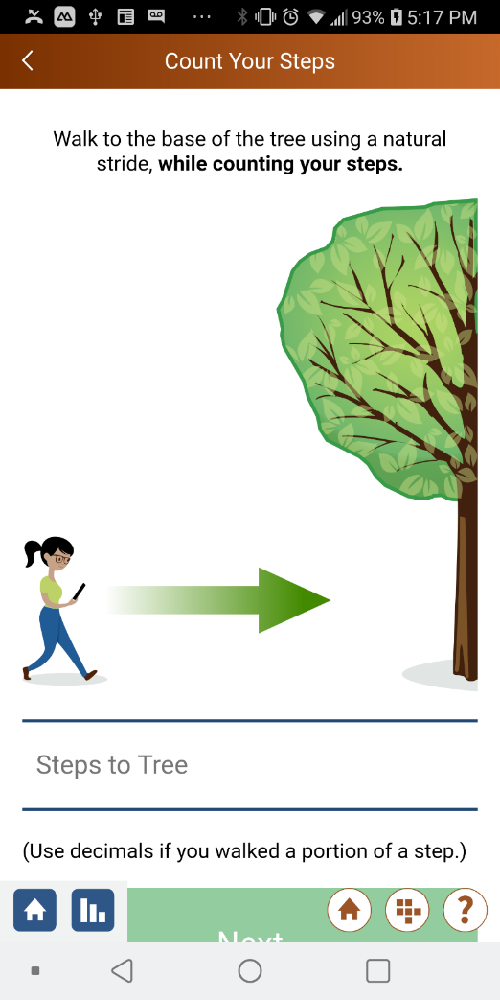 93% 5:17 PM
Count Your Steps
Walk to the base of the tree using a natural
stride, while counting your steps.
Steps to Tree
(Use decimals if you walked a portion of a step.)
?
Next